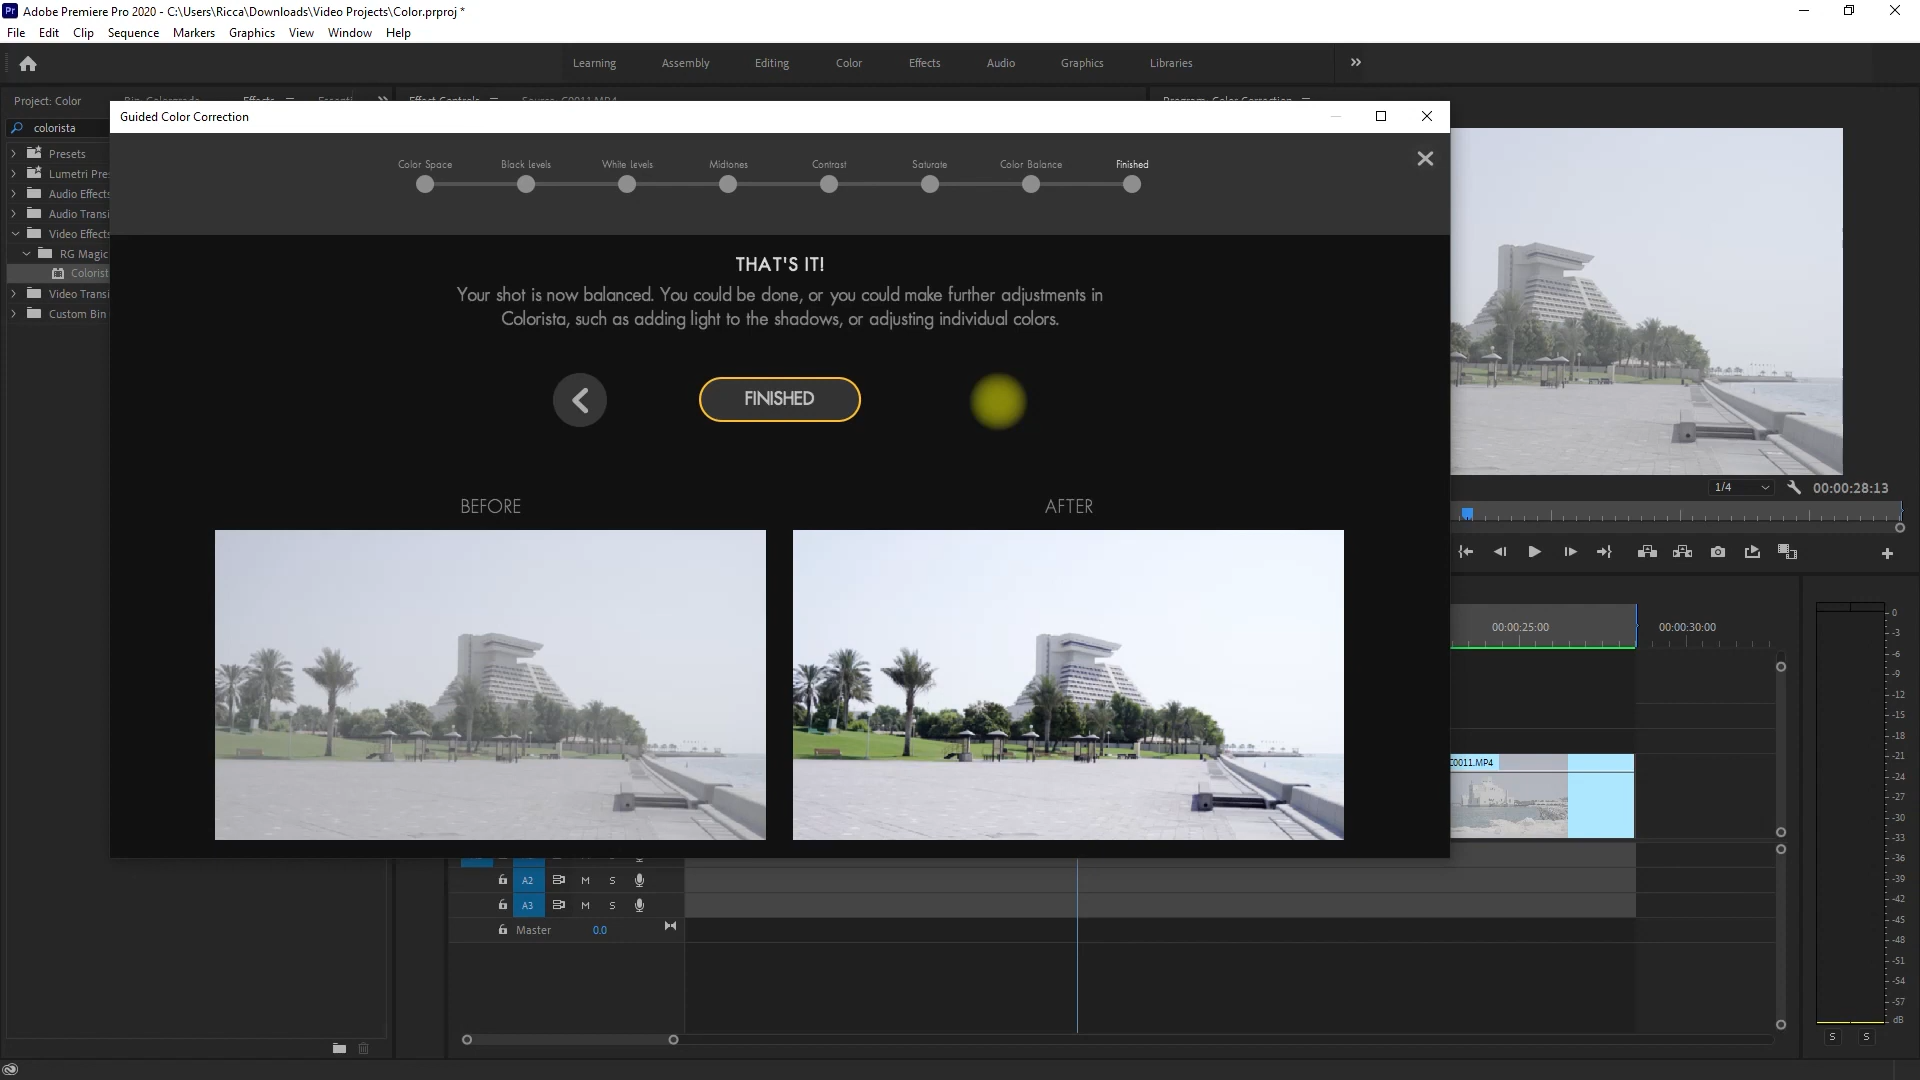 Adobe Premiere Pro 2020 - C:\Users\Ricca\Downloads\Video Projects\Color.prproj *
File Edit Clip Sequence Markers Graphics View Window Help
Learning Assembly Editing Color Effects Audio Graphics Libraries
Project: Color
colorista
Presets
Lumetri Pre
Audio Effects
Audio Transi
Video Effects
RG Magic
Colorist
Video Transi
Custom Bin
Guided Color Correction
Color Space Black Levels White Levels Midtones Contrast Saturate Color Balance Finished
THAT'S IT!
Your shot is now balanced. You could be done, or you could make further adjustments in
Colorista, such as adding light to the shadows, or adjusting individual colors.
FINISHED
BEFORE AFTER
1/4 00:00:28:13
00:00:25:00 00:00:30:00
C0011.MP4
A2 M S
A3 M S
Master 0.0
0
-3
-6
-9
-12
-15
-18
-21
-24
-27
-30
-33
-36
-39
-42
-45
-48
-51
-54
-57
dB
S S